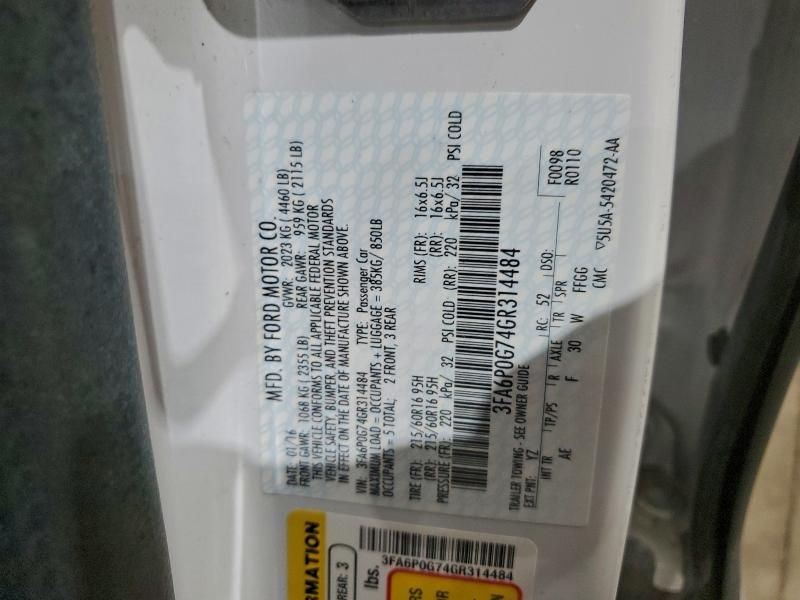 MFD. BY FORD MOTOR CO.
DATE: 01/16 GVWR: 2023 KG ( 4460 LB)
FRONT GAWR: 1068 KG ( 2355 LB) REAR GAWR: 959 KG ( 2115 LB)
THIS VEHICLE CONFORMS TO ALL APPLICABLE FEDERAL MOTOR
VEHICLE SAFETY, BUMPER, AND THEFT PREVENTION STANDARDS
IN EFFECT ON THE DATE OF MANUFACTURE SHOWN ABOVE.
VIN: 3FA6P0G74GR314484 TYPE: Passenger Car
MAXIMUM LOAD = OCCUPANTS + LUGGAGE = 385KG/ 850LB
OCCUPANTS = 5 TOTAL: 2 FRONT, 3 REAR
TIRE (FR): 215/60R16 95H RIMS (FR): 16x6.5J
(RR): 215/60R16 95H (RR): 16x6.5J
PRESSURE (FR): 220 kPa/ 32 PSI COLD (RR): 220 kPa/ 32 PSI COLD
3FA6P0G74GR314484
TRAILER TOWING - SEE OWNER GUIDE
EXT PNT: YZ RC: 52 DSO:
F0098
R0110
INT TR TP/PS R AXLE TR SPR
AE F 30 W FFGG
CMC ▽5U5A-5420472-AA
REAR: 3
lbs.
3FA6P0G74GR314484